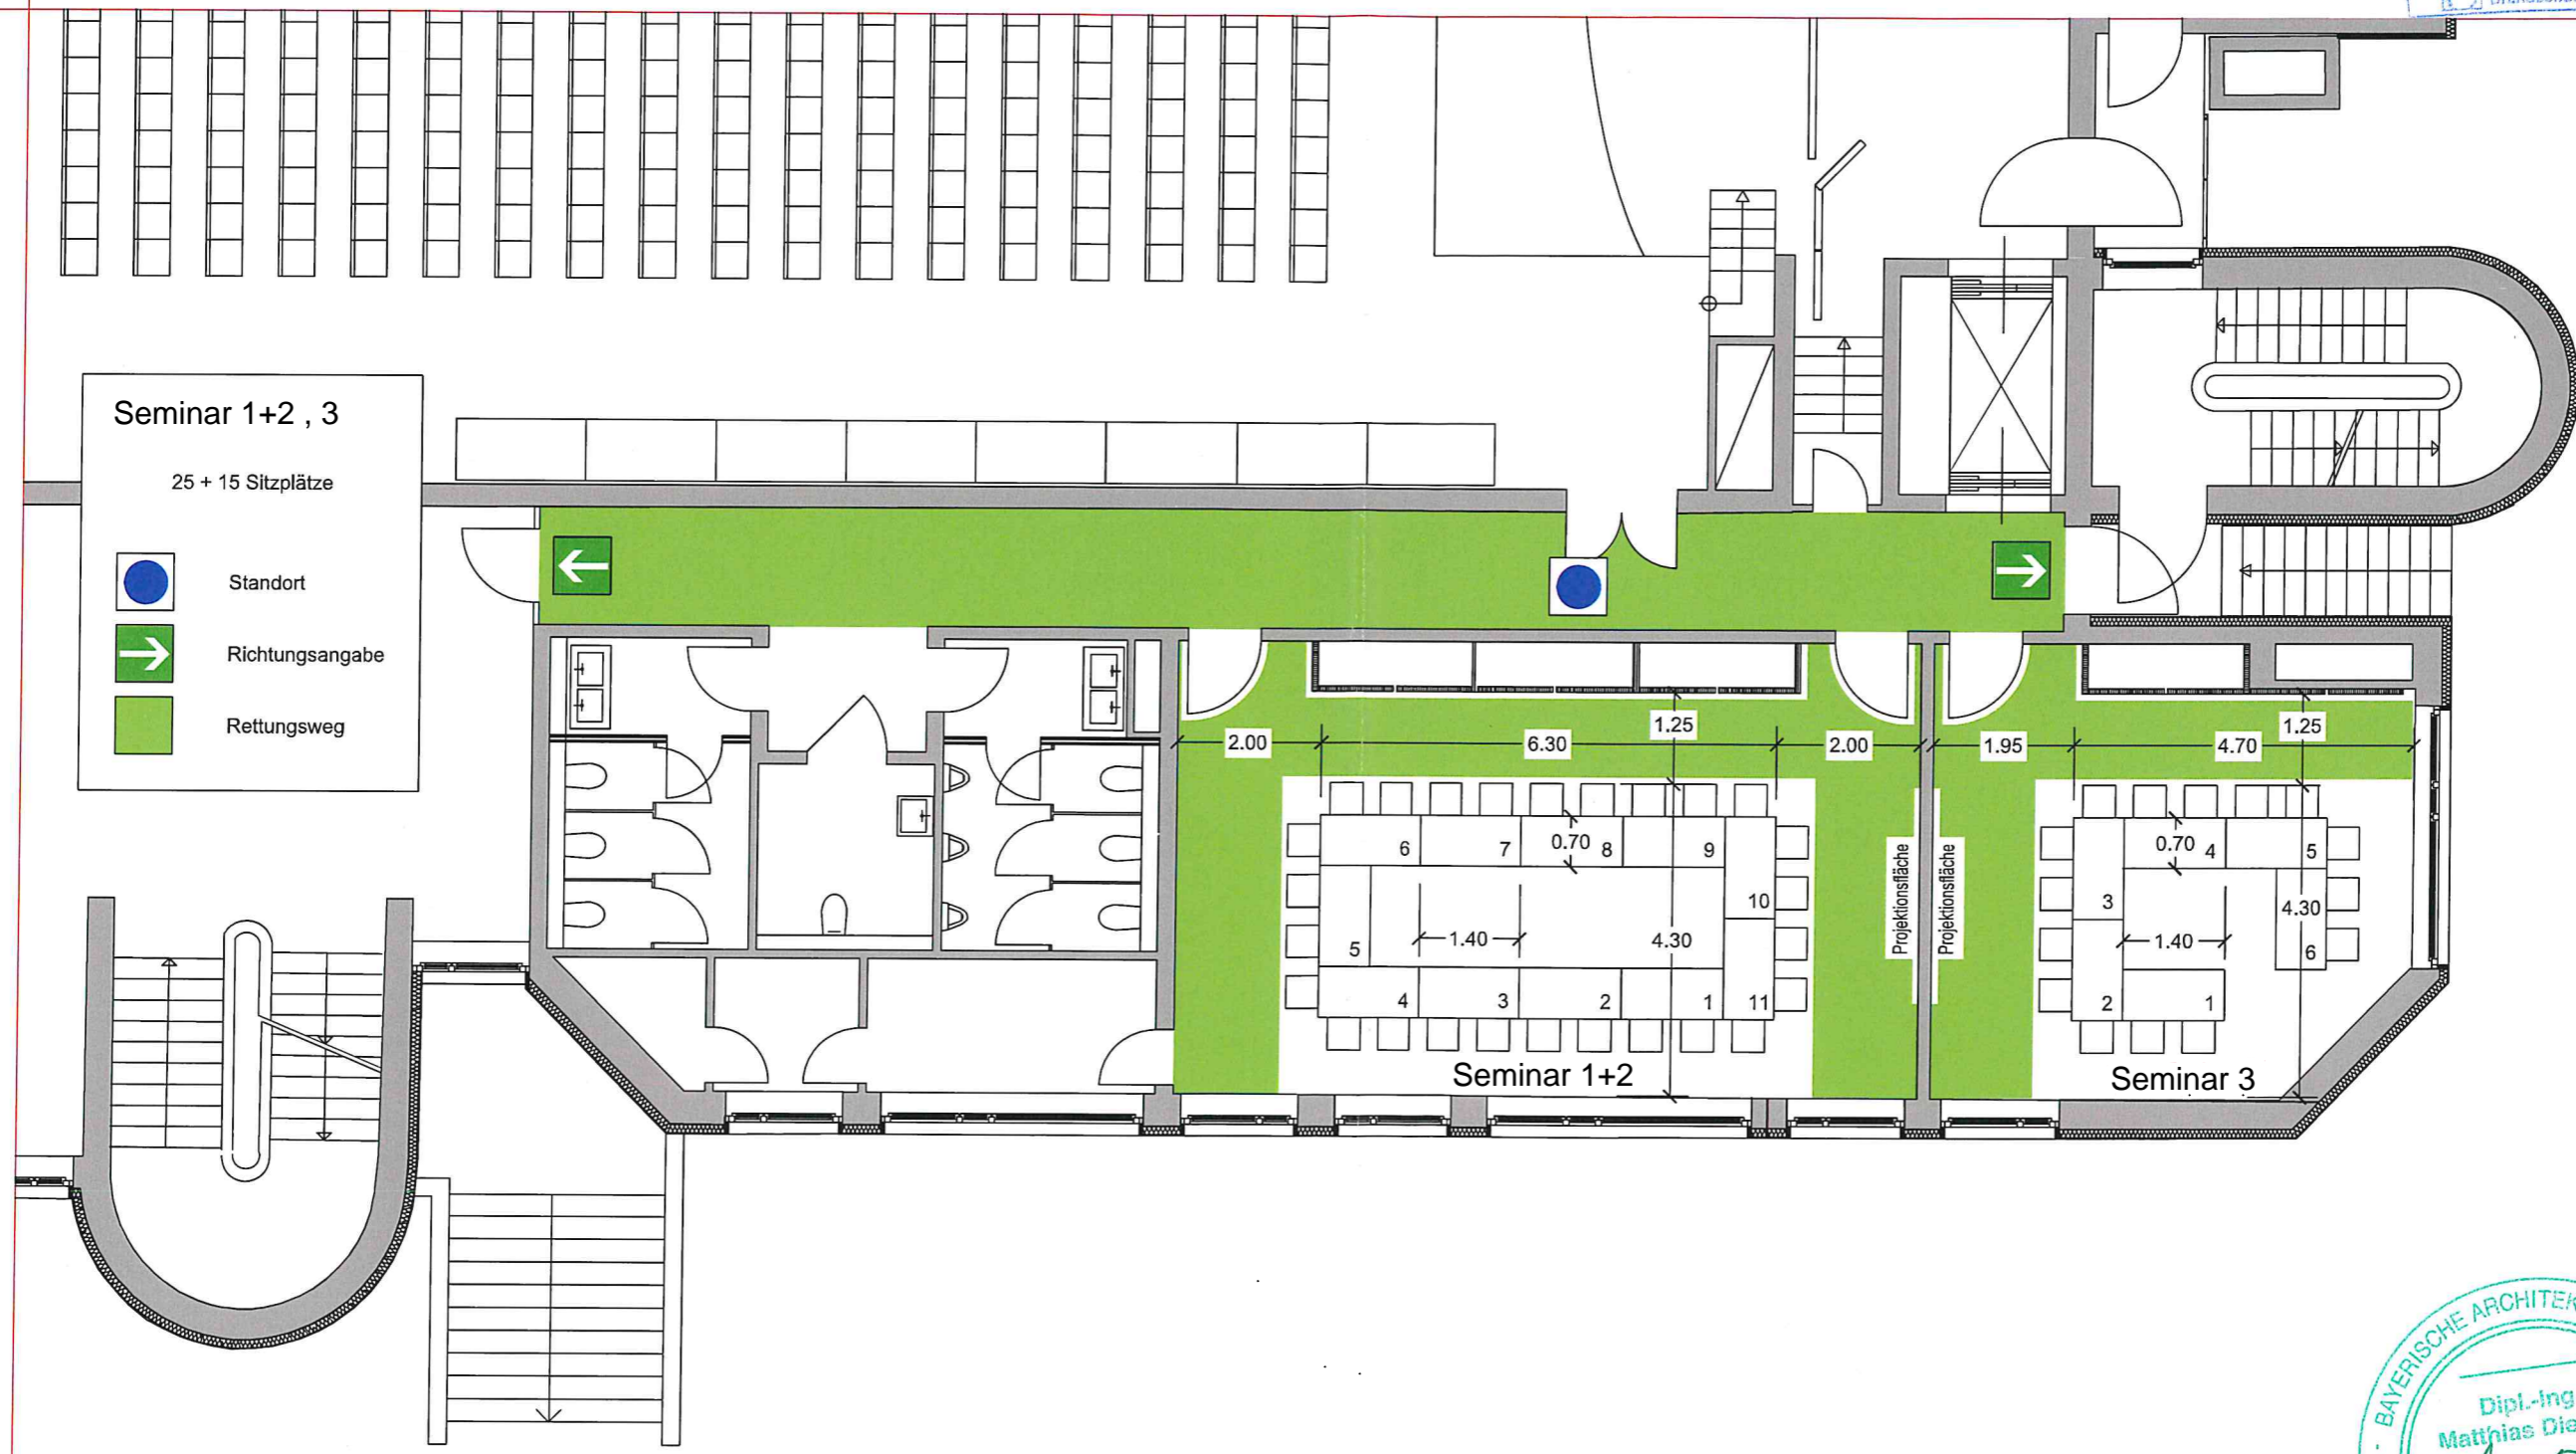 Seminar 1+2 , 3
25 + 15 Sitzplätze
Standort
Richtungsangabe
Rettungsweg
2.00
6.30
1.25
2.00
1.95
4.70
1.25
6
7
0.70
8
9
10
5
1.40
4.30
4
3
2
1
11
Seminar 1+2
Projektionsfläche
Projektionsfläche
0.70
4
5
3
4.30
1.40
6
2
1
Seminar 3
BAYERISCHE
Dipl.-Ing
Matthias